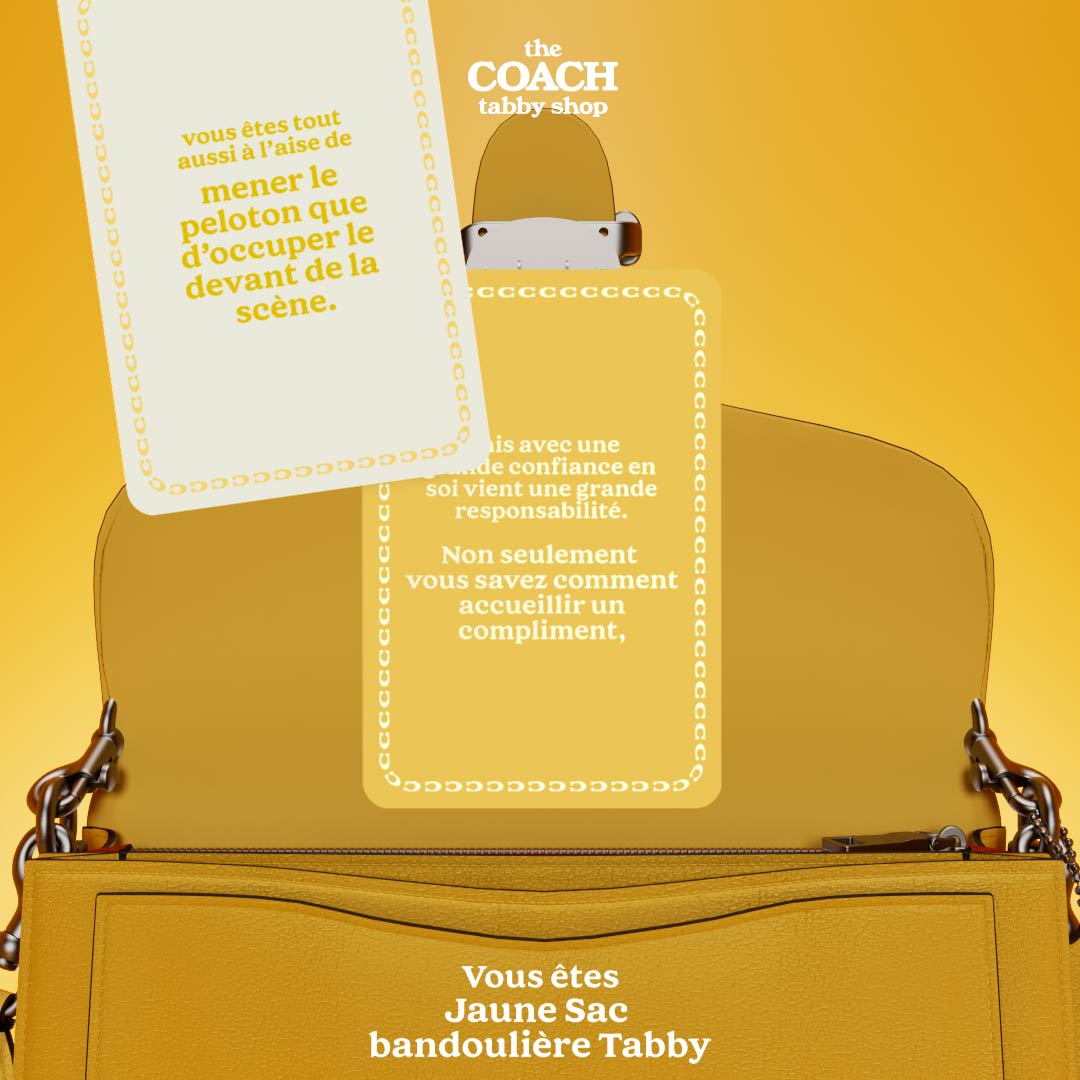 the
COACH
tabby shop
vous êtes tout
aussi à l'aise de
mener le
peloton que
d'occuper le
devant de la
scène.
avec une
confiance en
soi vient une grande
responsabilité.
Non seulement
vous savez comment
accueillir un
compliment,
Vous êtes
Jaune Sac
bandoulière Tabby